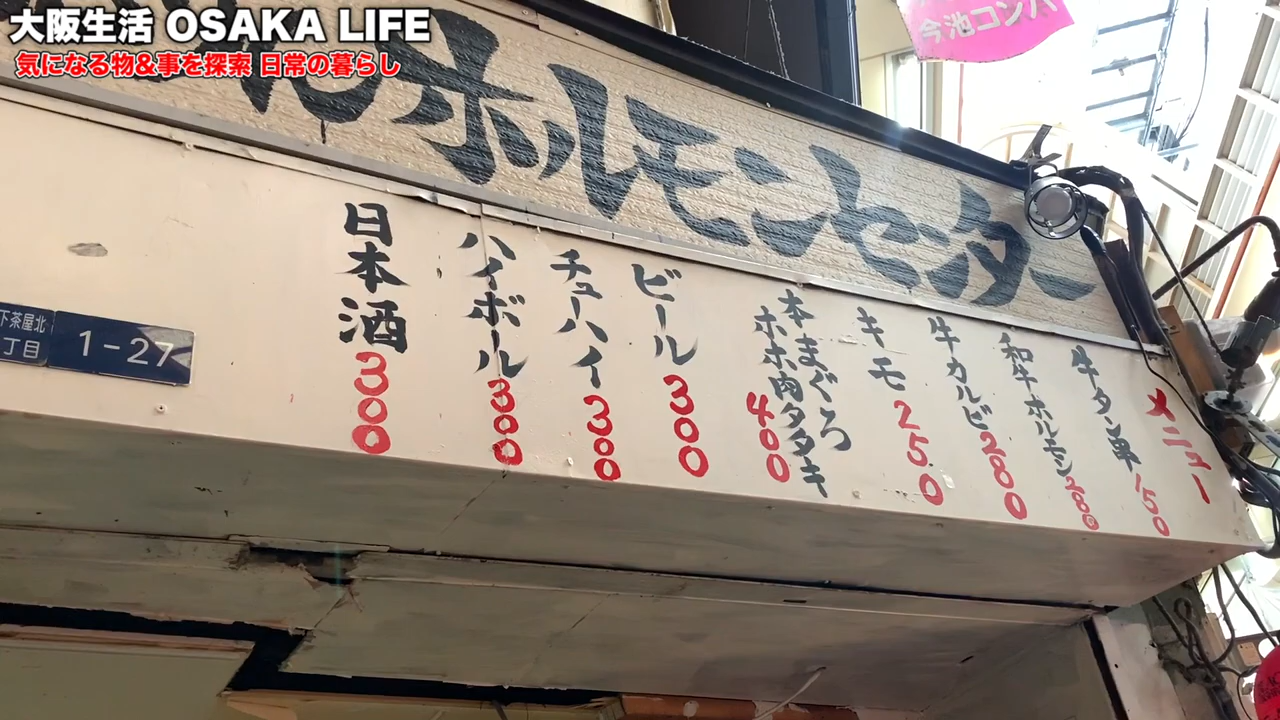 大阪生活 OSAKA LIFE
気になる物&事を探索 日常の暮らし
今池コンパ
ホルモンセンター
メニュー
牛タン串 150
和牛ホルモン 280
牛カルビ 280
キモ 250
本まぐろ
ホホ肉タタキ
400
ビール 300
チューハイ 300
ハイボール 300
日本酒 300
下茶屋北
丁目
1-27